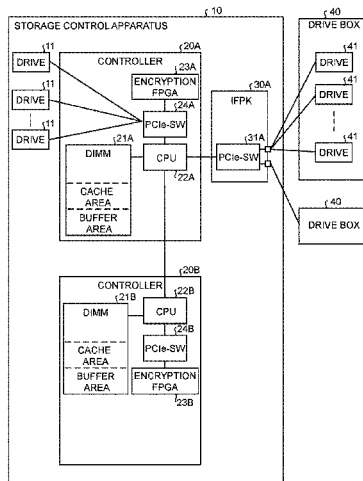 10
STORAGE CONTROL APPARATUS
40
DRIVE BOX
20A
CONTROLLER
11
DRIVE
11
DRIVE
11
DRIVE
23A
ENCRYPTION
FPGA
24A
PCIe-SW
21A
DIMM
CACHE
AREA
BUFFER
AREA
CPU
22A
30A
IFPK
31A
PCIe-SW
41
DRIVE
41
DRIVE
41
DRIVE
40
DRIVE BOX
20B
CONTROLLER
21B
DIMM
CACHE
AREA
BUFFER
AREA
22B
CPU
24B
PCIe-SW
ENCRYPTION
FPGA
23B